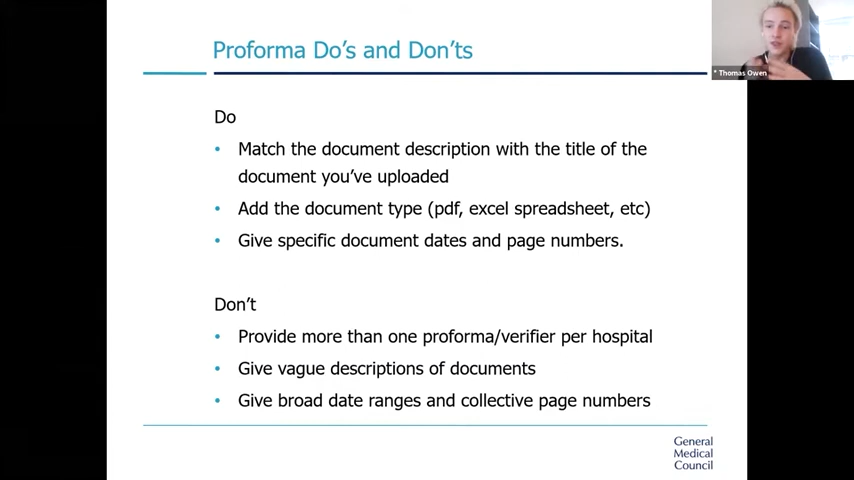 Proforma Do's and Don'ts
* Thomas Owen
Do
• Match the document description with the title of the
document you've uploaded
• Add the document type (pdf, excel spreadsheet, etc)
• Give specific document dates and page numbers.
Don't
• Provide more than one proforma/verifier per hospital
• Give vague descriptions of documents
• Give broad date ranges and collective page numbers
General
Medical
Council